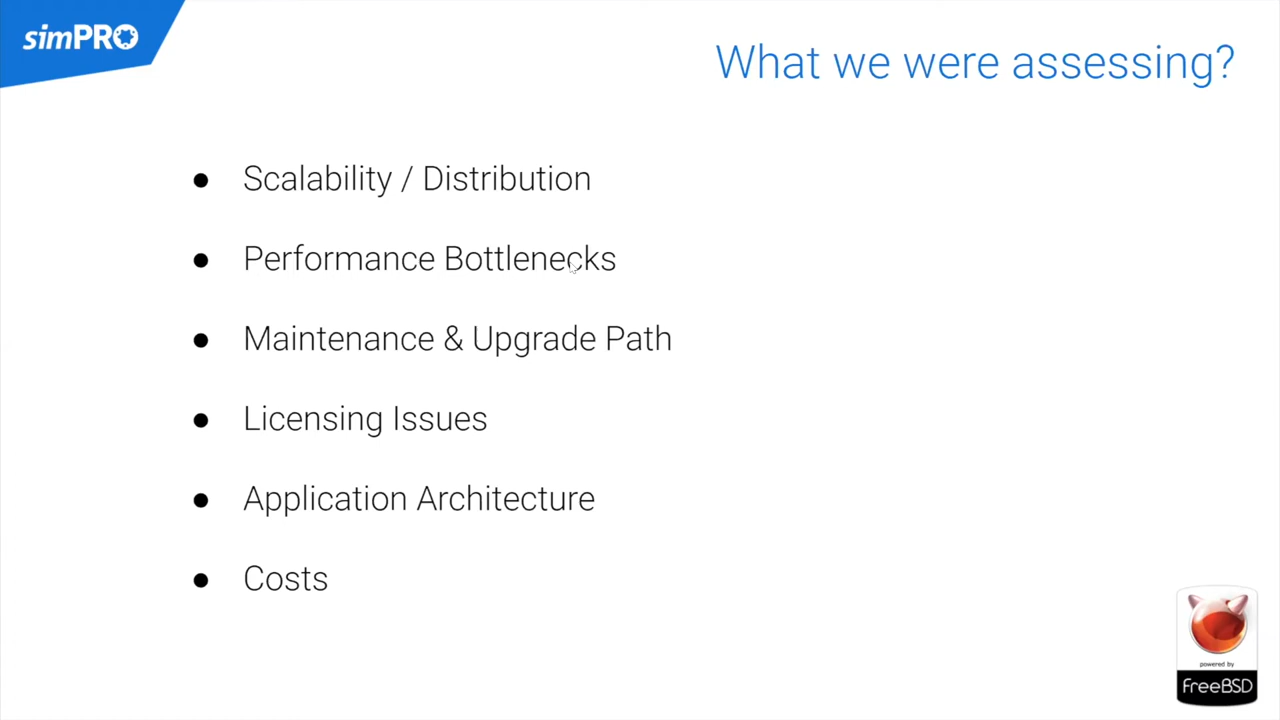 simPRO
What we were assessing?
● Scalability / Distribution
● Performance Bottlenecks
● Maintenance & Upgrade Path
● Licensing Issues
● Application Architecture
● Costs
powered by
FreeBSD